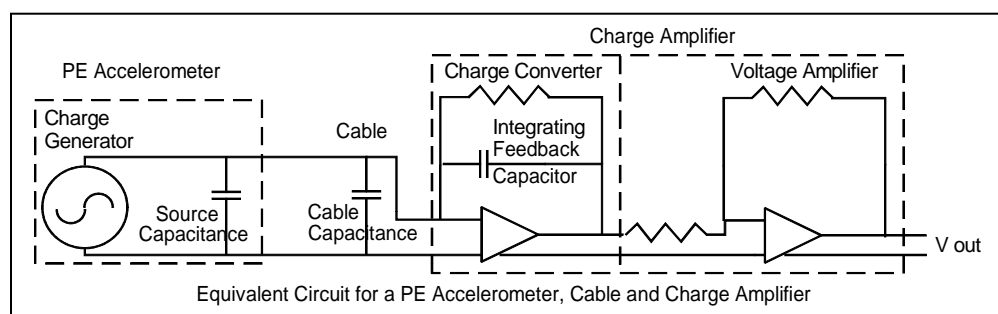 Charge Amplifier
PE Accelerometer
Charge Converter
Voltage Amplifier
Charge
Generator
Cable
Integrating
Feedback
Capacitor
Source
Capacitance
Cable
Capacitance
V out
Equivalent Circuit for a PE Accelerometer, Cable and Charge Amplifier